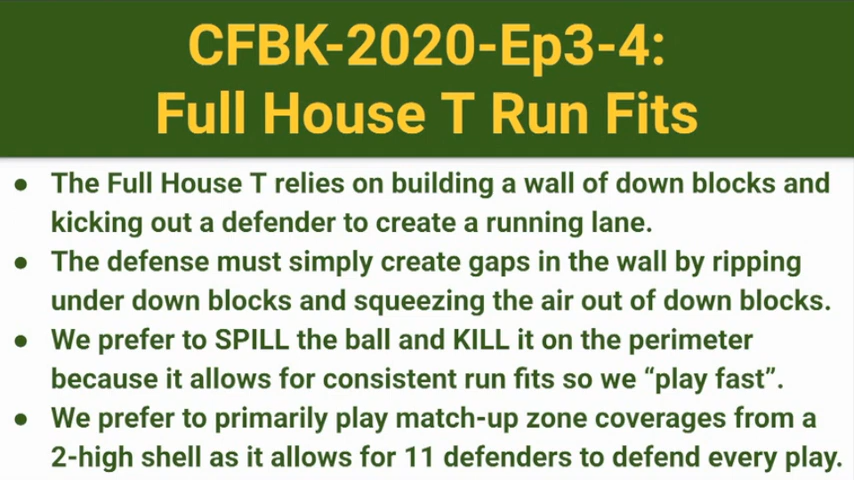 CFBK-2020-Ep3-4:
Full House T Run Fits
● The Full House T relies on building a wall of down blocks and
kicking out a defender to create a running lane.
● The defense must simply create gaps in the wall by ripping
under down blocks and squeezing the air out of down blocks.
● We prefer to SPILL the ball and KILL it on the perimeter
because it allows for consistent run fits so we “play fast”.
● We prefer to primarily play match-up zone coverages from a
2-high shell as it allows for 11 defenders to defend every play.